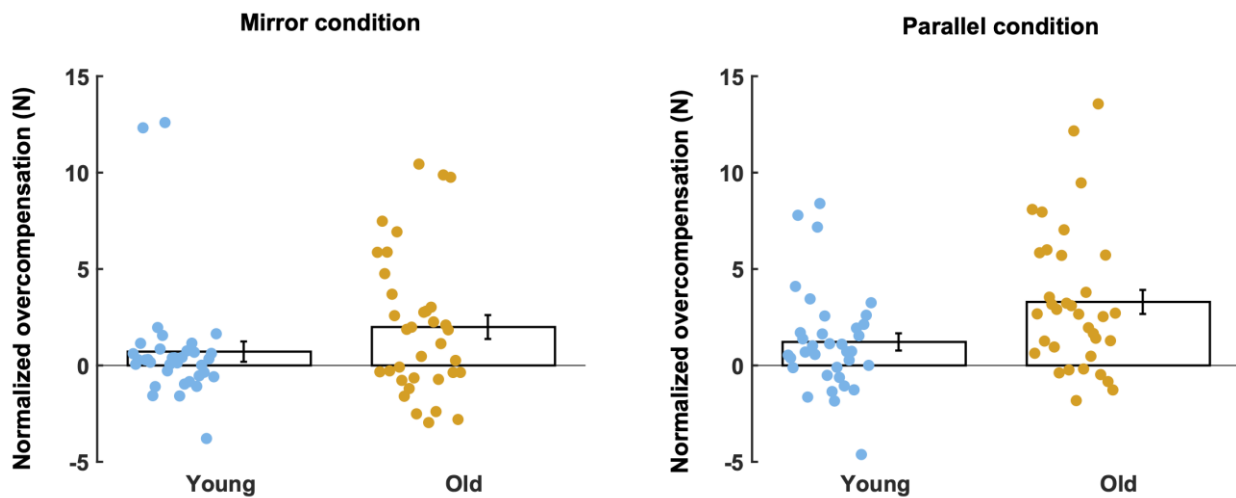 Mirror condition
Normalized overcompensation (N)
15
10
5
0
-5
Young
Old
Parallel condition
Normalized overcompensation (N)
15
10
5
0
-5
Young
Old